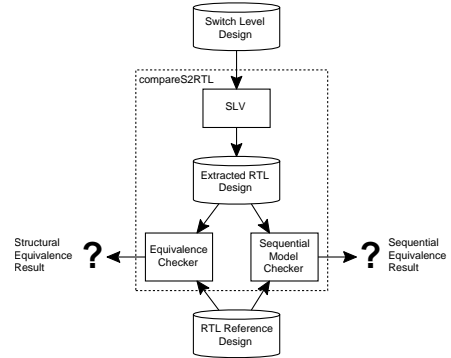 Switch Level
Design
compareS2RTL
SLV
Extracted RTL
Design
Structural
Equivalence
Result
?
Equivalence
Checker
Sequential
Model
Checker
?
Sequential
Equivalence
Result
RTL Reference
Design